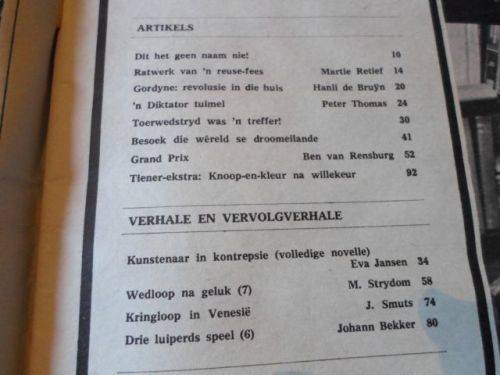 ARTIKELS
Dit het geen naam nie! 10
Ratwerk van 'n reuse-fees Martie Retief 14
Gordyne: revolusie in die huis Hanli de Bruÿn 20
'n Diktator tuimel Peter Thomas 24
Toerwedstryd was 'n treffer! 30
Besoek die wêreld se droomeilande 41
Grand Prix Ben van Rensburg 52
Tiener-ekstra: Knoop-en-kleur na willekeur 92
VERHALE EN VERVOLGVERHALE
Kunstenaar in kontrepsie (volledige novelle)
Eva Jansen 34
Wedloop na geluk (7) M. Strydom 58
Kringloop in Venesië J. Smuts 74
Drie luiperds speel (6) Johann Bekker 80